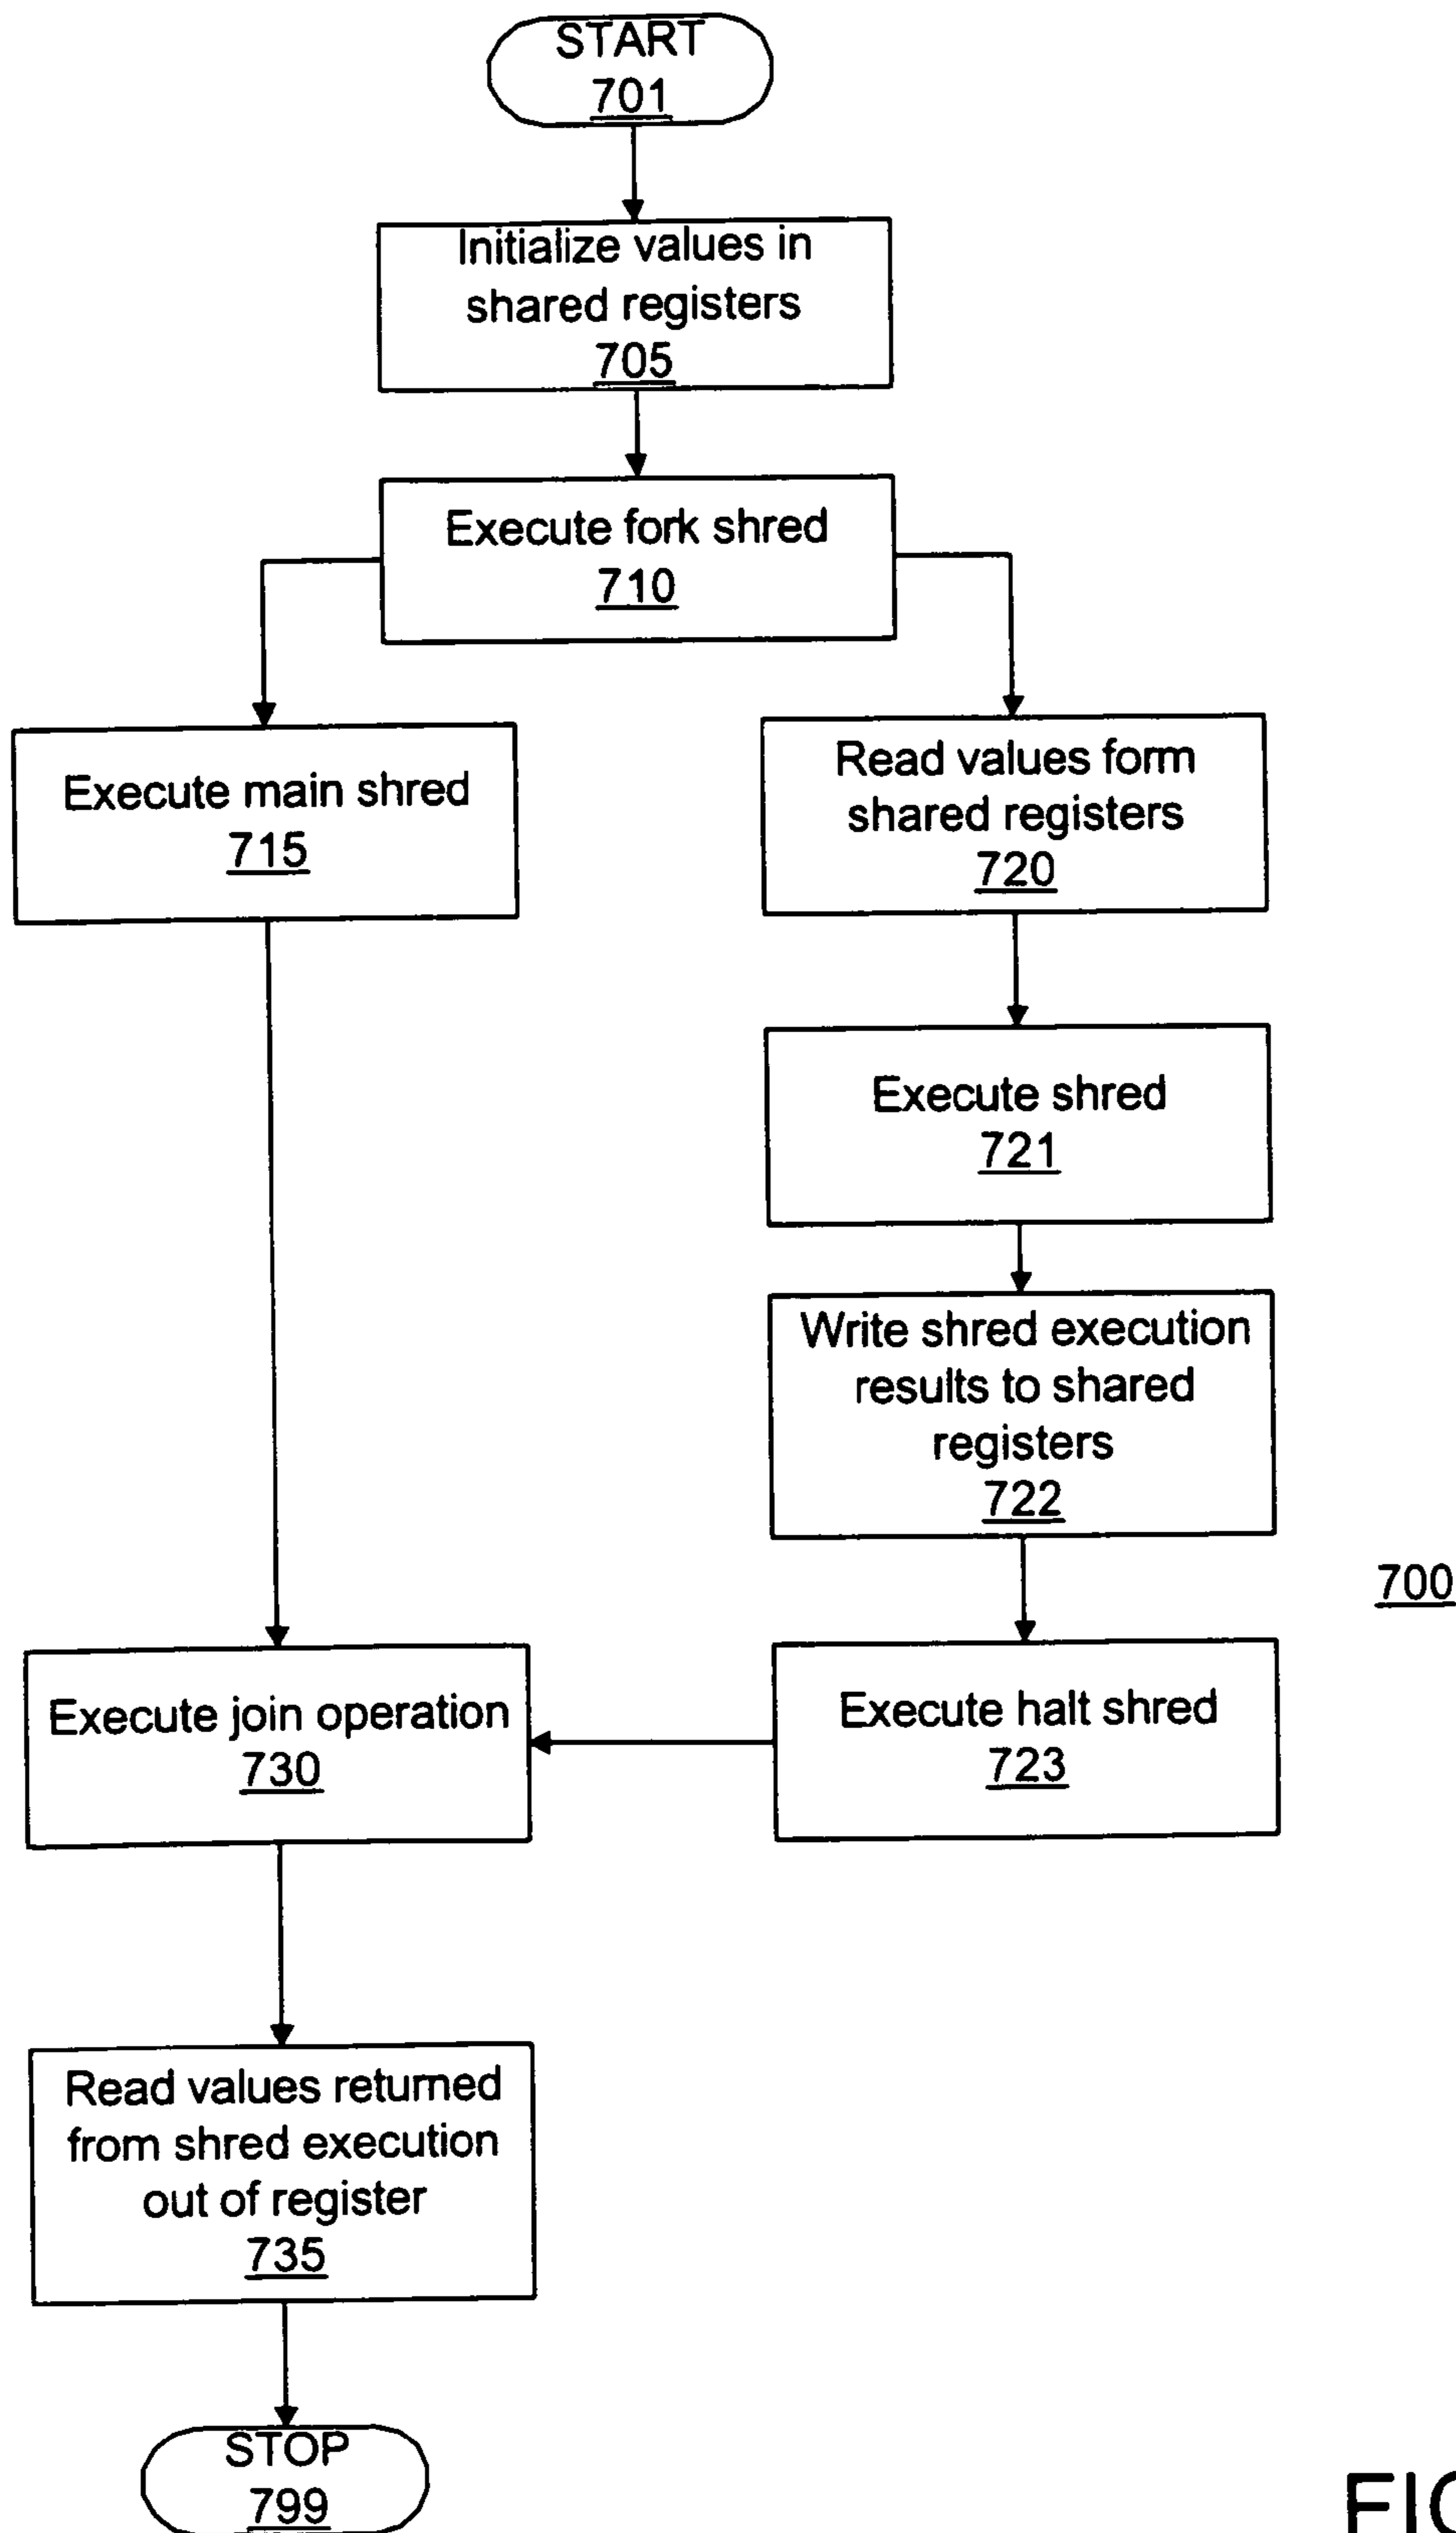 START
701
Initialize values in
shared registers
705
Execute fork shred
710
Execute main shred
715
Read values form
shared registers
720
Execute shred
721
Write shred execution
results to shared
registers
722
700
Execute join operation
730
Execute halt shred
723
Read values returned
from shred execution
out of register
735
STOP
799